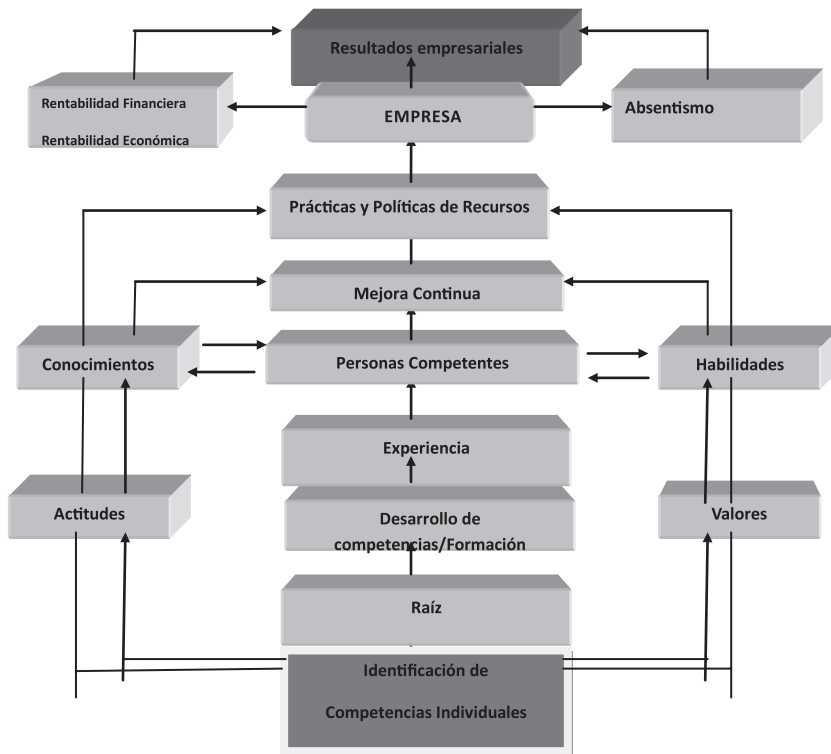 Resultados empresariales
Rentabilidad Financiera
Rentabilidad Económica
EMPRESA
Absentismo
Prácticas y Políticas de Recursos
Mejora Continua
Conocimientos
Personas Competentes
Habilidades
Experiencia
Actitudes
Desarrollo de
competencias/Formación
Valores
Raíz
Identificación de
Competencias Individuales